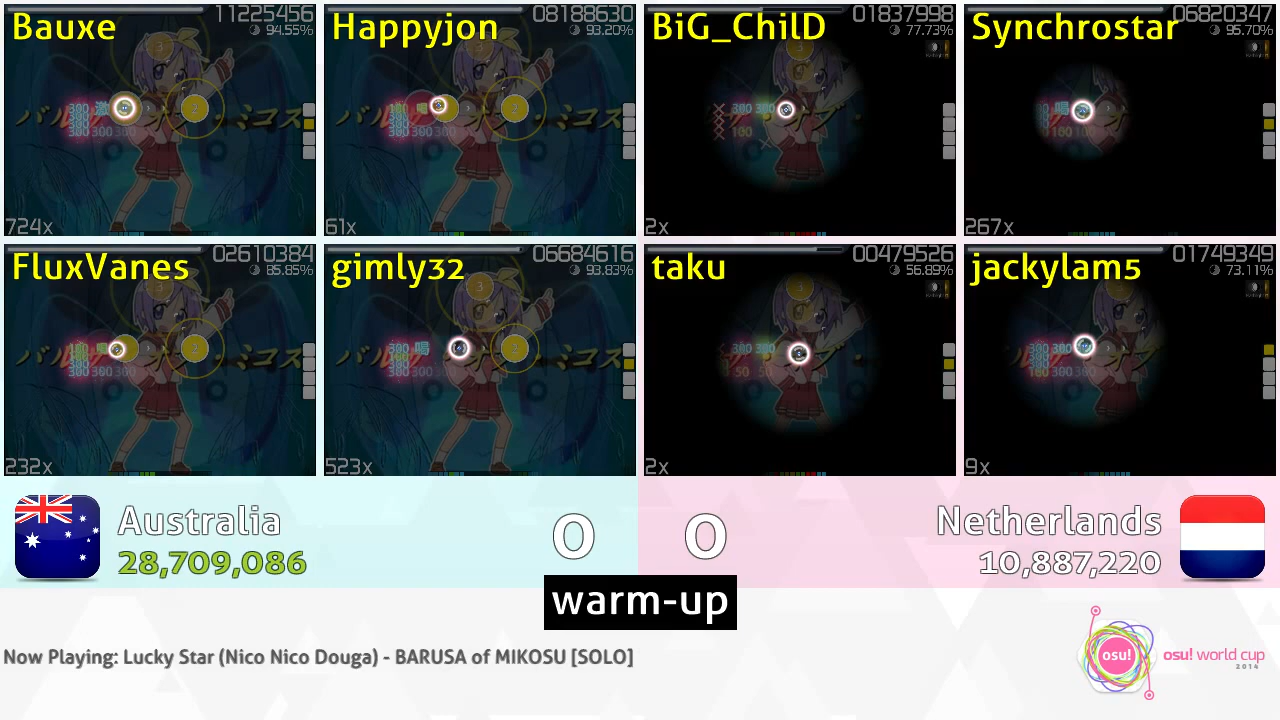 Bauxe
11225456
94.55%
724x
Happyjon
08188630
93.20%
61x
BiG_ChilD
01837998
77.73%
2x
Synchrostar
06820347
95.70%
267x
FluxVanes
02610384
85.85%
232x
gimly32
06684616
93.83%
523x
taku
00479526
56.89%
2x
jackylam5
01749349
73.11%
9x
Australia
28,709,086
0 0
Netherlands
10,887,220
warm-up
Now Playing: Lucky Star (Nico Nico Douga) - BARUSA of MIKOSU [SOLO]
osu!
osu! world cup
2014